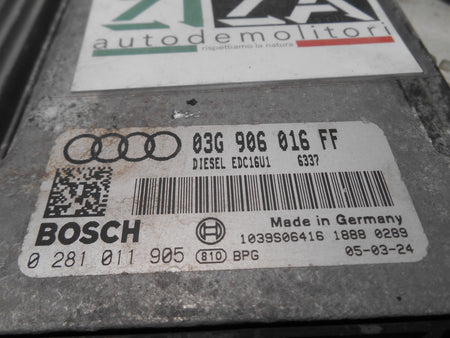 autodemolitori
rispettiamo la natura
03G 906 016 FF
DIESEL EDC16U1 6337
BOSCH
Made in Germany
1039S06416 1888 0289
0 281 011 905 810 BPG 05-03-24